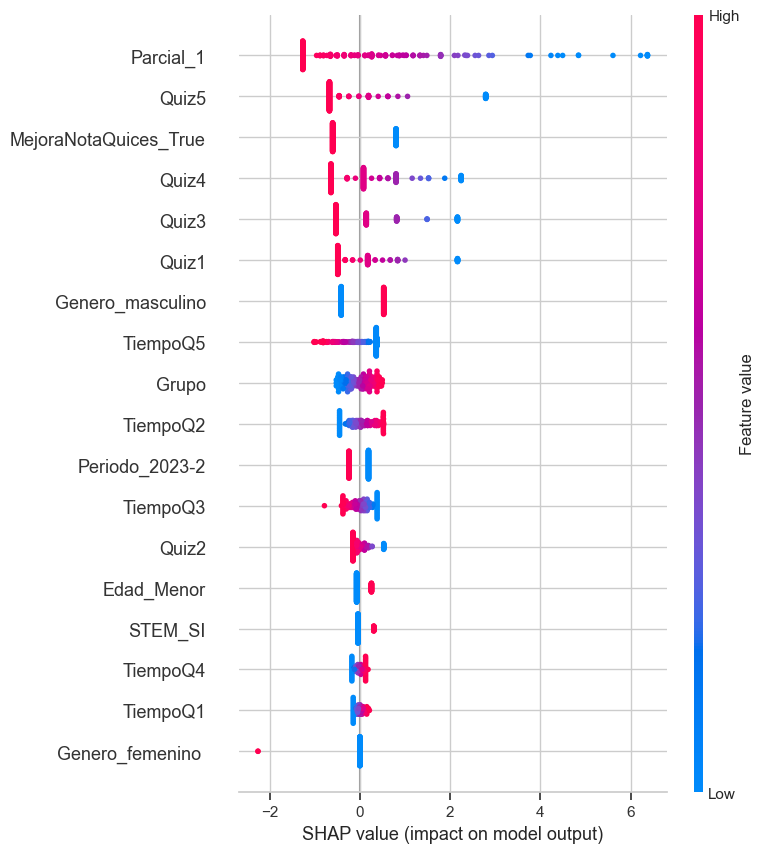 High
Parcial_1
Quiz5
MejoraNotaQuices_True
Quiz4
Quiz3
Quiz1
Genero_masculino
TiempoQ5
Grupo
TiempoQ2
Periodo_2023-2
TiempoQ3
Quiz2
Edad_Menor
STEM_SI
TiempoQ4
TiempoQ1
Genero_femenino
Feature value
Low
−2 0 2 4 6
SHAP value (impact on model output)